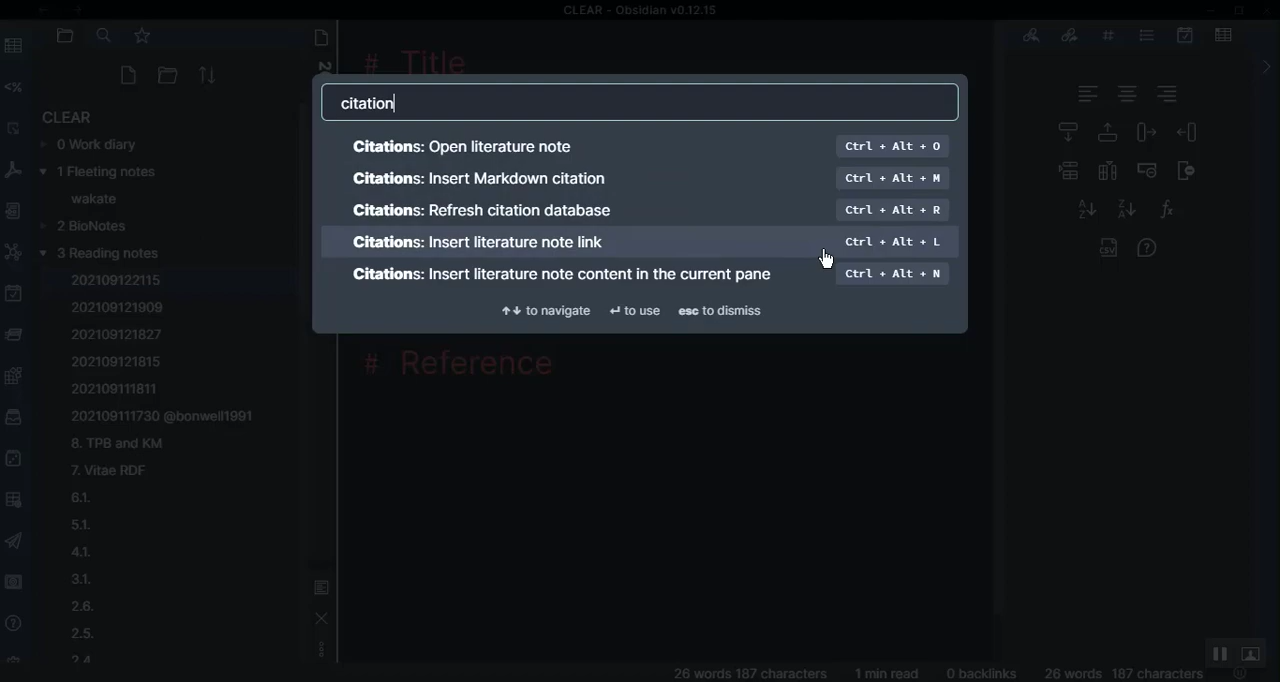 CLEAR - Obsidian v0.12.15
CLEAR
0 Work diary
1 Fleeting notes
wakate
2 BioNotes
3 Reading notes
202109122115
202109121909
202109121827
202109121815
202109111811
202109111730 @bonwell1991
8. TPB and KM
7. Vitae RDF
6.1.
5.1.
4.1.
3.1.
2.6.
2.5.
2.4.
# Title
citation
Citations: Open literature note Ctrl + Alt + O
Citations: Insert Markdown citation Ctrl + Alt + M
Citations: Refresh citation database Ctrl + Alt + R
Citations: Insert literature note link Ctrl + Alt + L
Citations: Insert literature note content in the current pane Ctrl + Alt + N
↑↓ to navigate ↵ to use esc to dismiss
# Reference
26 words 187 characters 1 min read 0 backlinks 26 words 187 characters